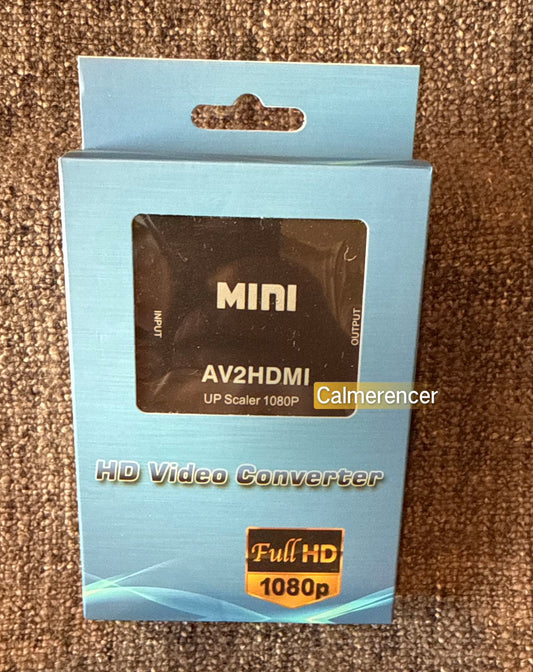 MINI
INPUT
OUTPUT
AV2HDMI
UP Scaler 1080P
Calmerencer
HD Video Converter
Full HD
1080p